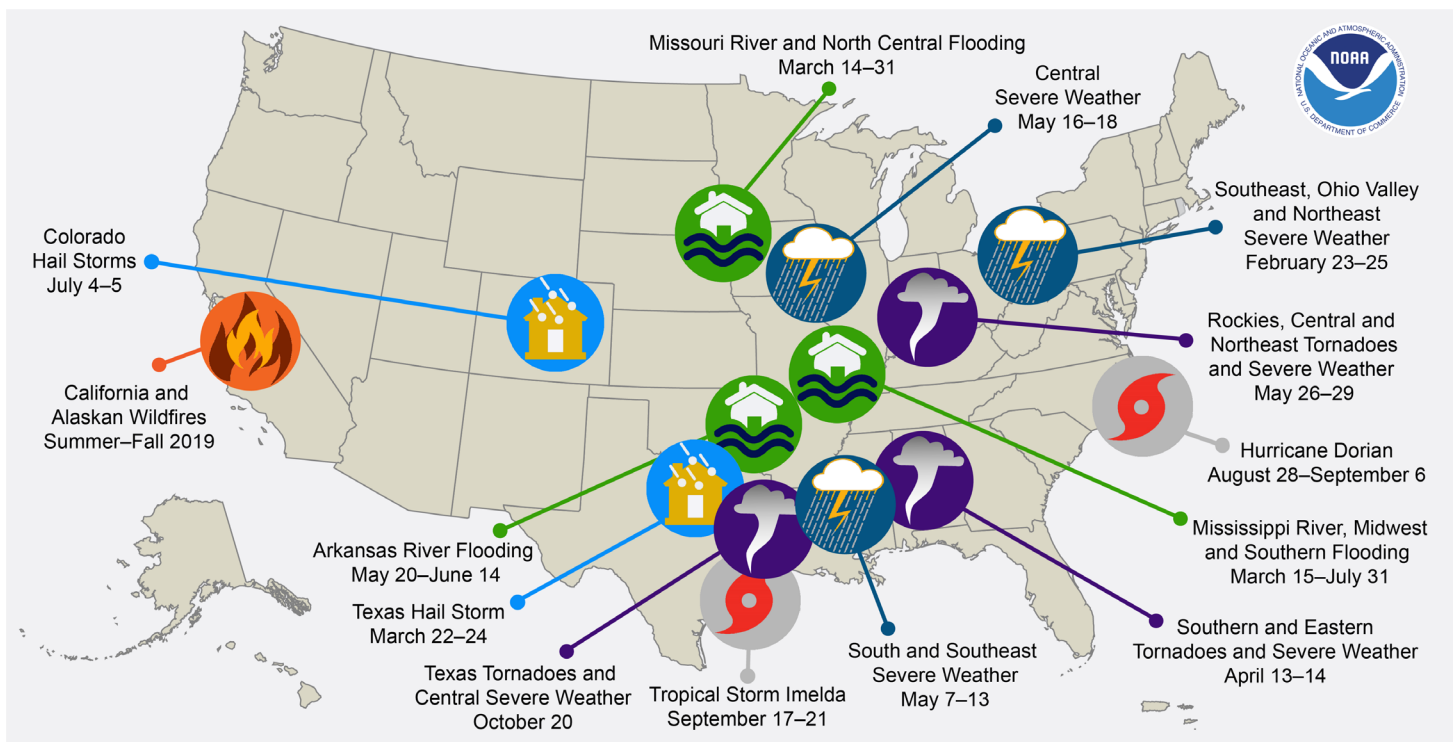 Missouri River and North Central Flooding
March 14–31
Central
Severe Weather
May 16–18
NATIONAL OCEANIC AND ATMOSPHERIC ADMINISTRATION
NOAA
U.S. DEPARTMENT OF COMMERCE
Southeast, Ohio Valley
and Northeast
Severe Weather
February 23–25
Colorado
Hail Storms
July 4–5
Rockies, Central and
Northeast Tornadoes
and Severe Weather
May 26–29
California and
Alaskan Wildfires
Summer–Fall 2019
Hurricane Dorian
August 28–September 6
Arkansas River Flooding
May 20–June 14
Mississippi River, Midwest
and Southern Flooding
March 15–July 31
Texas Hail Storm
March 22–24
Southern and Eastern
Tornadoes and Severe Weather
April 13–14
Texas Tornadoes and
Central Severe Weather
October 20
Tropical Storm Imelda
September 17–21
South and Southeast
Severe Weather
May 7–13